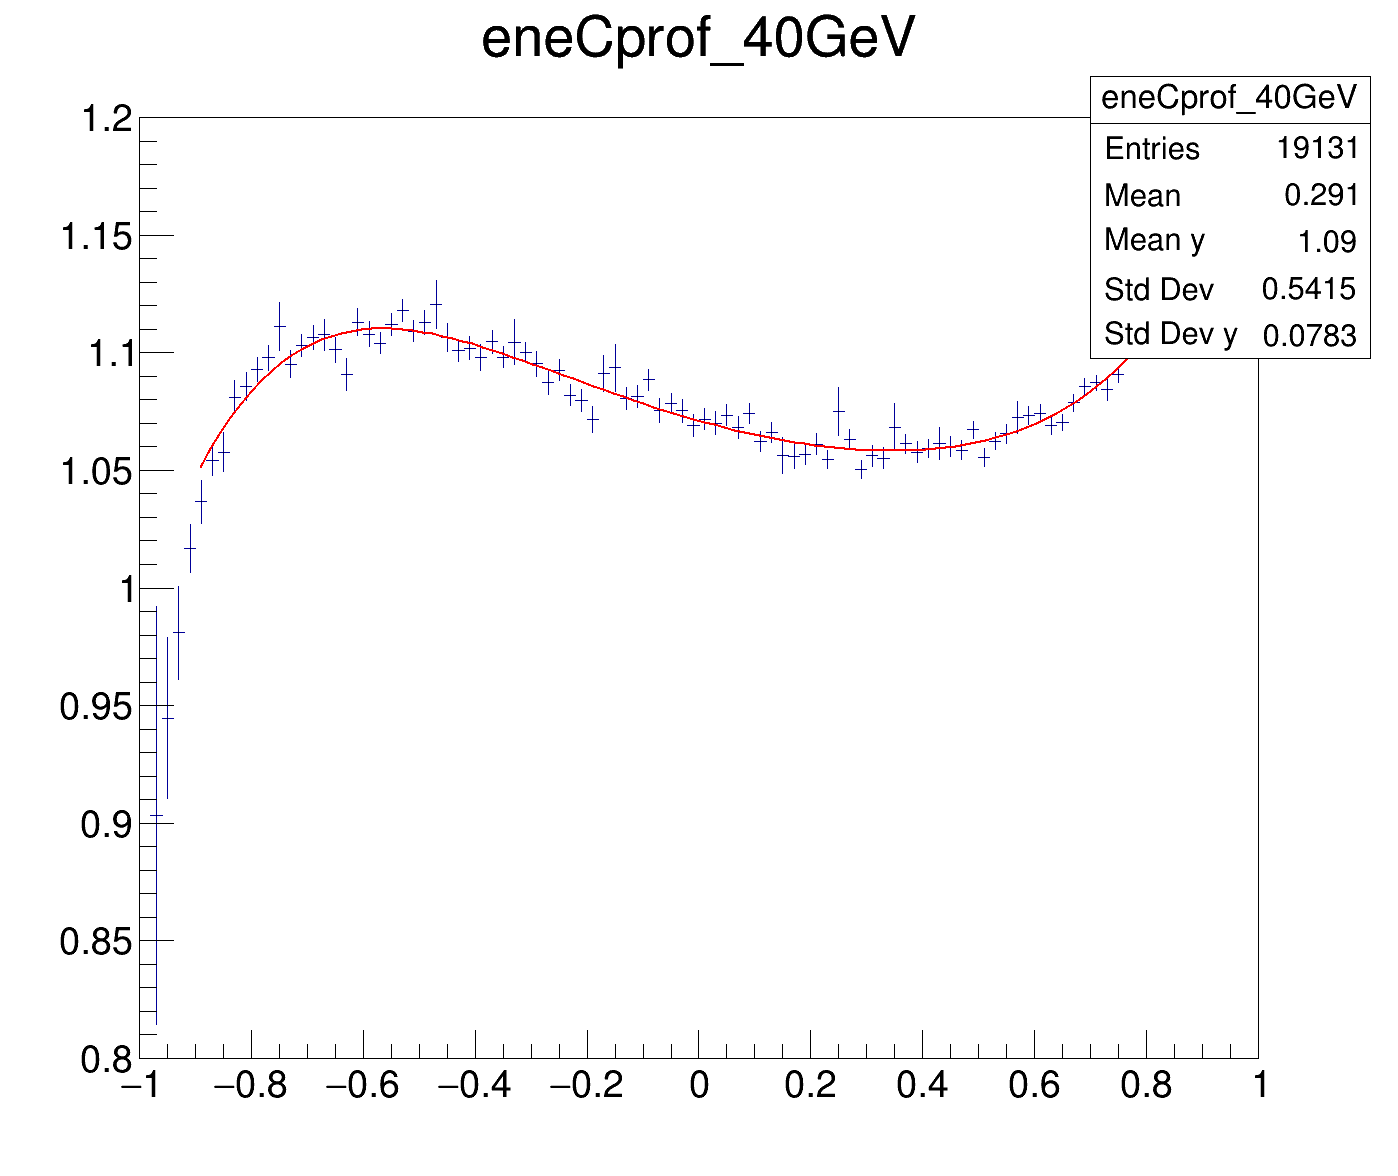 eneCprof_40GeV
eneCprof_40GeV
Entries 19131
Mean 0.291
Mean y 1.09
Std Dev 0.5415
Std Dev y 0.0783
1.2
1.15
1.1
1.05
1
0.95
0.9
0.85
0.8
−1 −0.8 −0.6 −0.4 −0.2 0 0.2 0.4 0.6 0.8 1